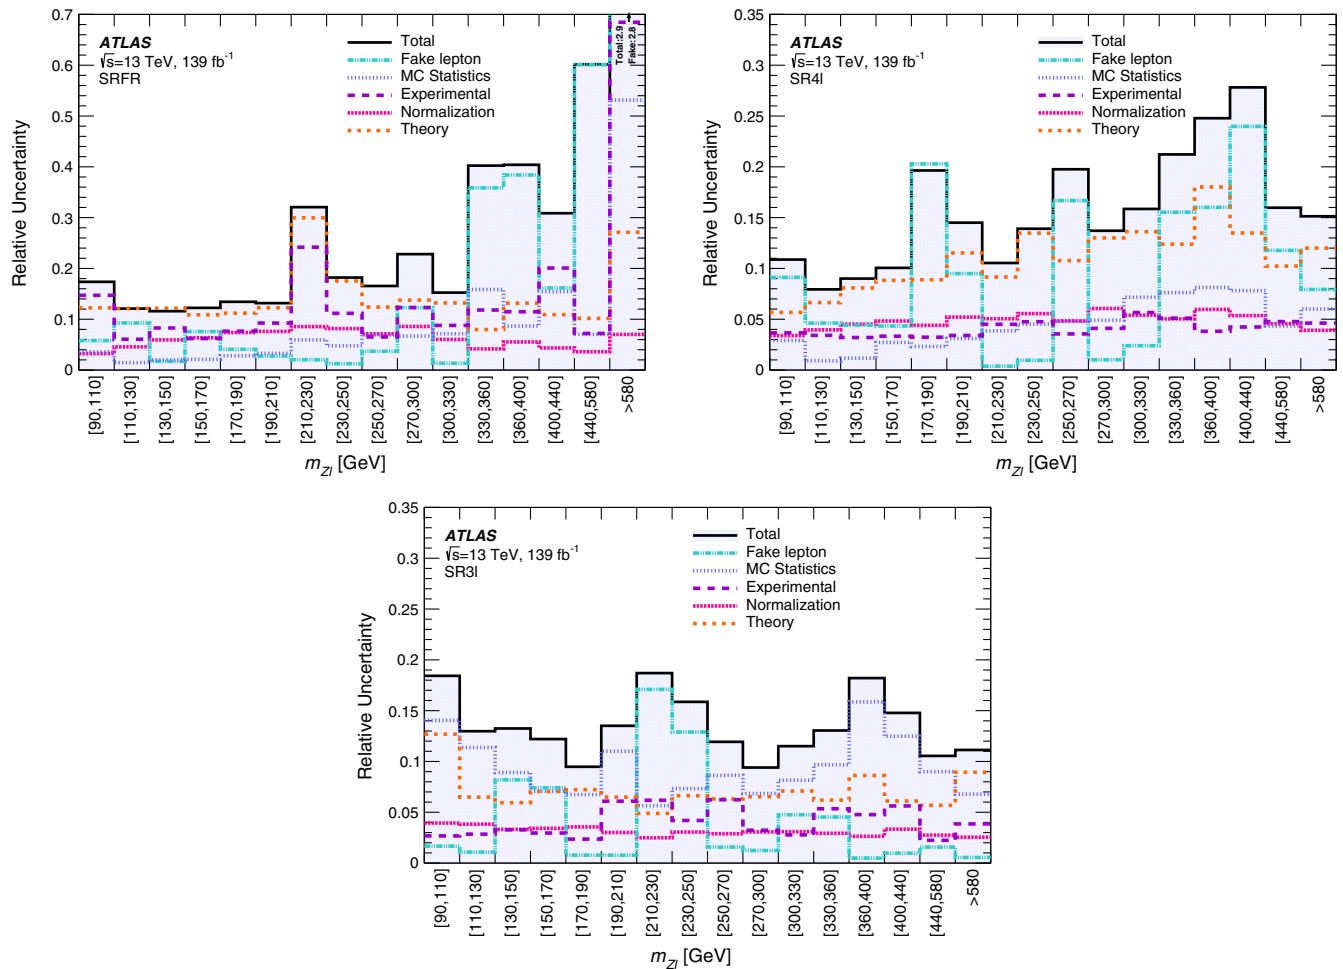 0.7
0.6
0.5
0.4
0.3
0.2
0.1
0
Relative Uncertainty
ATLAS
√s=13 TeV, 139 fb⁻¹
SRFR
Total
Fake lepton
MC Statistics
Experimental
Normalization
Theory
Total:2.9
Fake:2.8
[90,110]
[110,130]
[130,150]
[150,170]
[170,190]
[190,210]
[210,230]
[230,250]
[250,270]
[270,300]
[300,330]
[330,360]
[360,400]
[400,440]
[440,580]
>580
m_Zl [GeV]
0.35
0.3
0.25
0.2
0.15
0.1
0.05
0
Relative Uncertainty
ATLAS
√s=13 TeV, 139 fb⁻¹
SR4l
Total
Fake lepton
MC Statistics
Experimental
Normalization
Theory
[90,110]
[110,130]
[130,150]
[150,170]
[170,190]
[190,210]
[210,230]
[230,250]
[250,270]
[270,300]
[300,330]
[330,360]
[360,400]
[400,440]
[440,580]
>580
m_Zl [GeV]
0.35
0.3
0.25
0.2
0.15
0.1
0.05
0
Relative Uncertainty
ATLAS
√s=13 TeV, 139 fb⁻¹
SR3l
Total
Fake lepton
MC Statistics
Experimental
Normalization
Theory
[90,110]
[110,130]
[130,150]
[150,170]
[170,190]
[190,210]
[210,230]
[230,250]
[250,270]
[270,300]
[300,330]
[330,360]
[360,400]
[400,440]
[440,580]
>580
m_Zl [GeV]